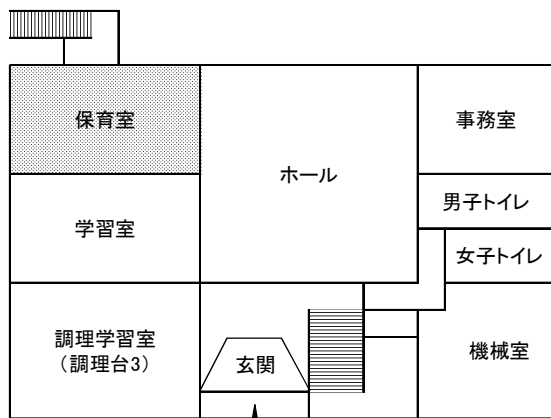 保育室
事務室
ホール
男子トイレ
学習室
女子トイレ
調理学習室
（調理台3）
玄関
機械室